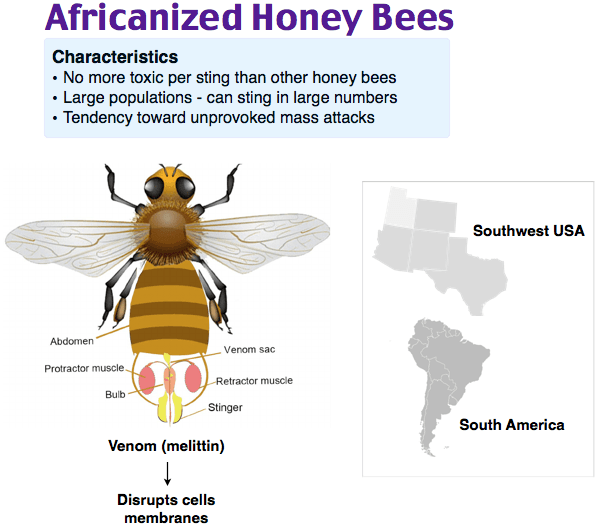 Africanized Honey Bees
Characteristics
• No more toxic per sting than other honey bees
• Large populations - can sting in large numbers
• Tendency toward unprovoked mass attacks
Abdomen
Venom sac
Protractor muscle
Retractor muscle
Bulb
Stinger
Venom (melittin)
Disrupts cells
membranes
Southwest USA
South America